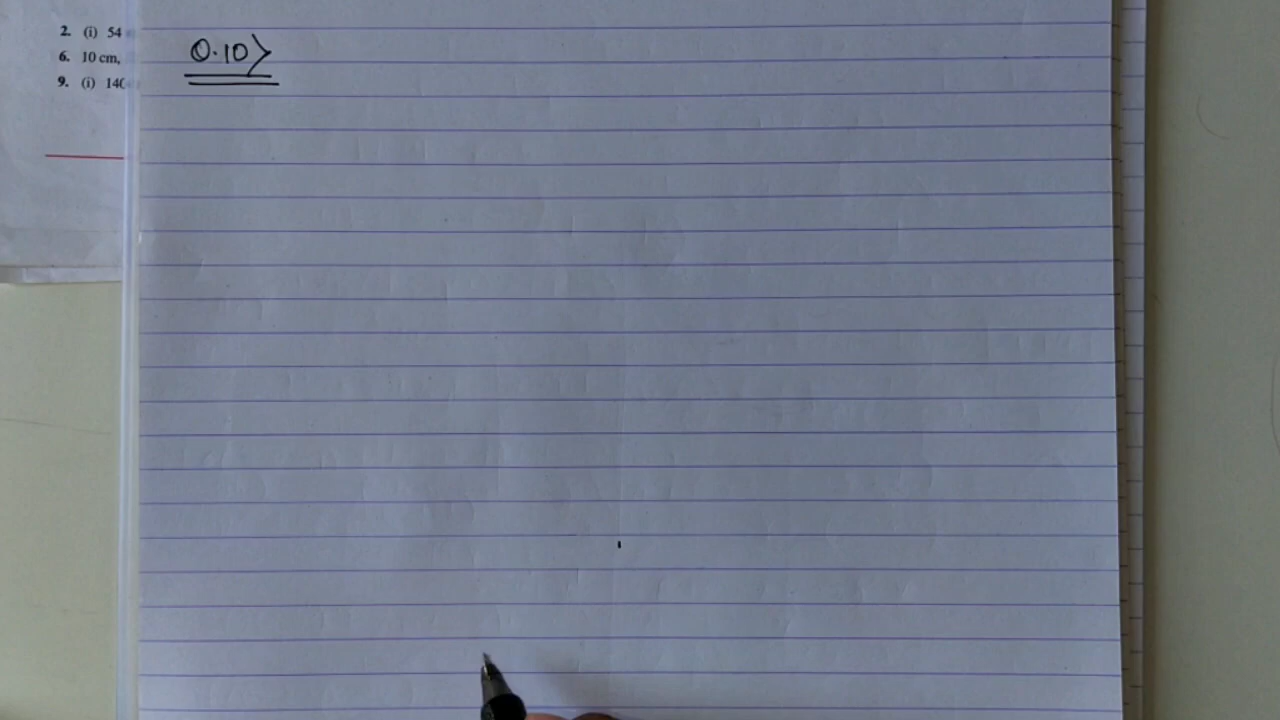 2. (i) 54
6. 10 cm,
9. (i) 14
Q.10>